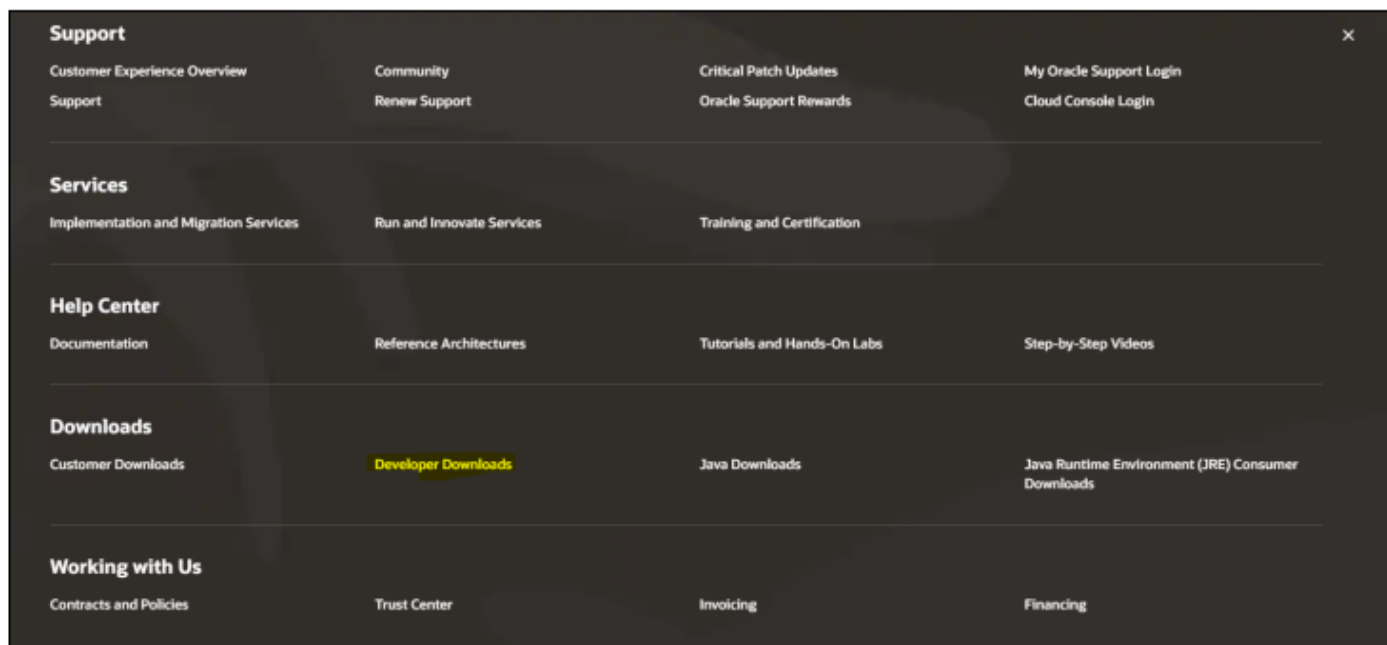 Support
×
Customer Experience Overview
Community
Critical Patch Updates
My Oracle Support Login
Support
Renew Support
Oracle Support Rewards
Cloud Console Login
Services
Implementation and Migration Services
Run and Innovate Services
Training and Certification
Help Center
Documentation
Reference Architectures
Tutorials and Hands-On Labs
Step-by-Step Videos
Downloads
Customer Downloads
Developer Downloads
Java Downloads
Java Runtime Environment (JRE) Consumer
Downloads
Working with Us
Contracts and Policies
Trust Center
Invoicing
Financing